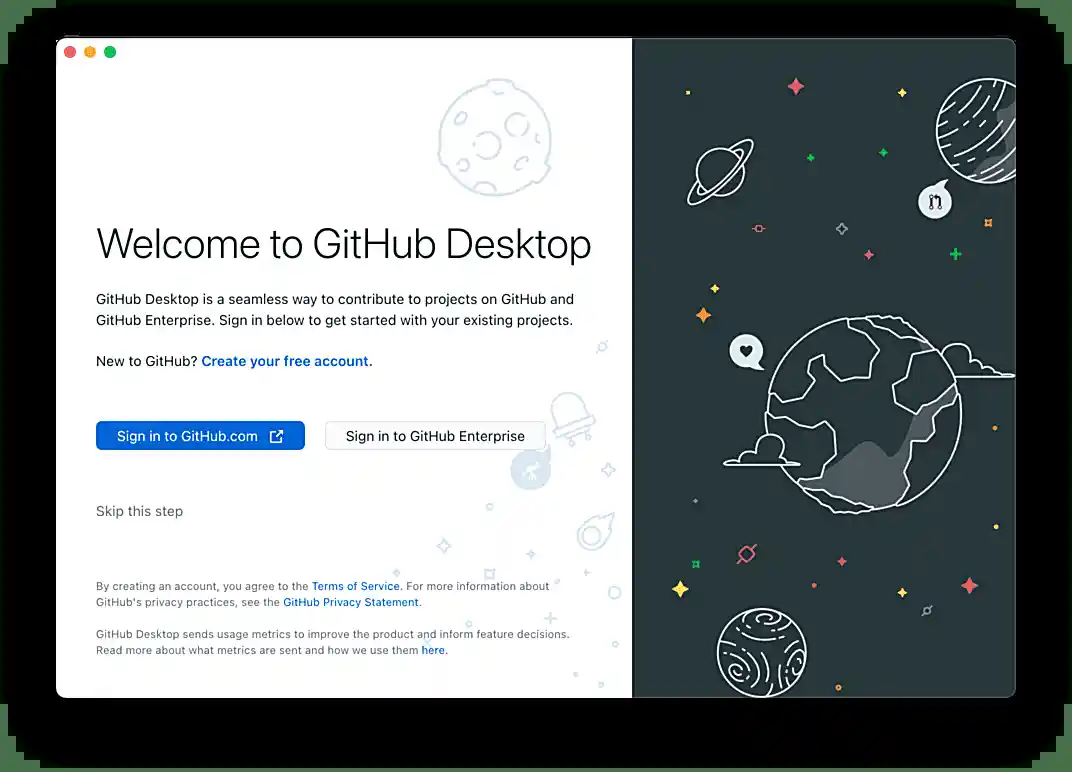 Welcome to GitHub Desktop
GitHub Desktop is a seamless way to contribute to projects on GitHub and
GitHub Enterprise. Sign in below to get started with your existing projects.
New to GitHub? Create your free account.
Sign in to GitHub.com
Sign in to GitHub Enterprise
Skip this step
By creating an account, you agree to the Terms of Service. For more information about
GitHub's privacy practices, see the GitHub Privacy Statement.
GitHub Desktop sends usage metrics to improve the product and inform feature decisions.
Read more about what metrics are sent and how we use them here.